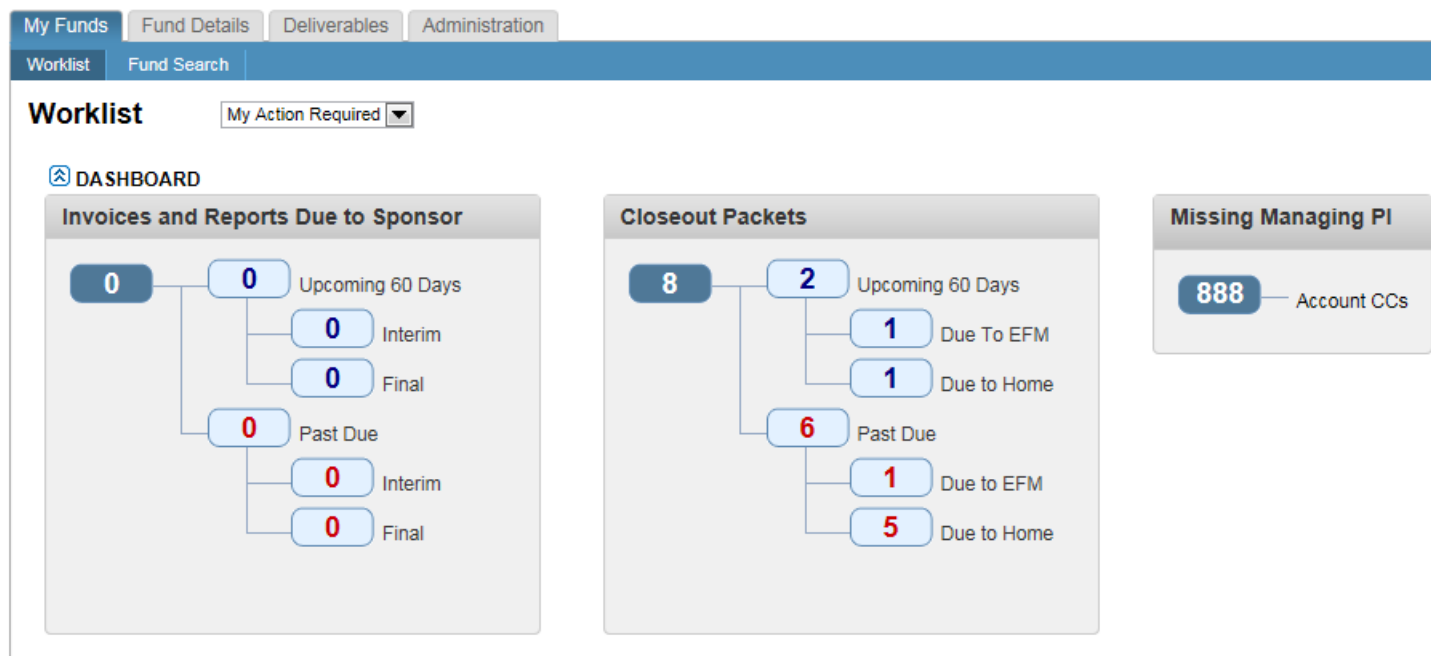 My Funds Fund Details Deliverables Administration
Worklist Fund Search
Worklist My Action Required
DASHBOARD
Invoices and Reports Due to Sponsor
0
0 Upcoming 60 Days
0 Interim
0 Final
0 Past Due
0 Interim
0 Final
Closeout Packets
8
2 Upcoming 60 Days
1 Due To EFM
1 Due to Home
6 Past Due
1 Due to EFM
5 Due to Home
Missing Managing PI
888 Account CCs